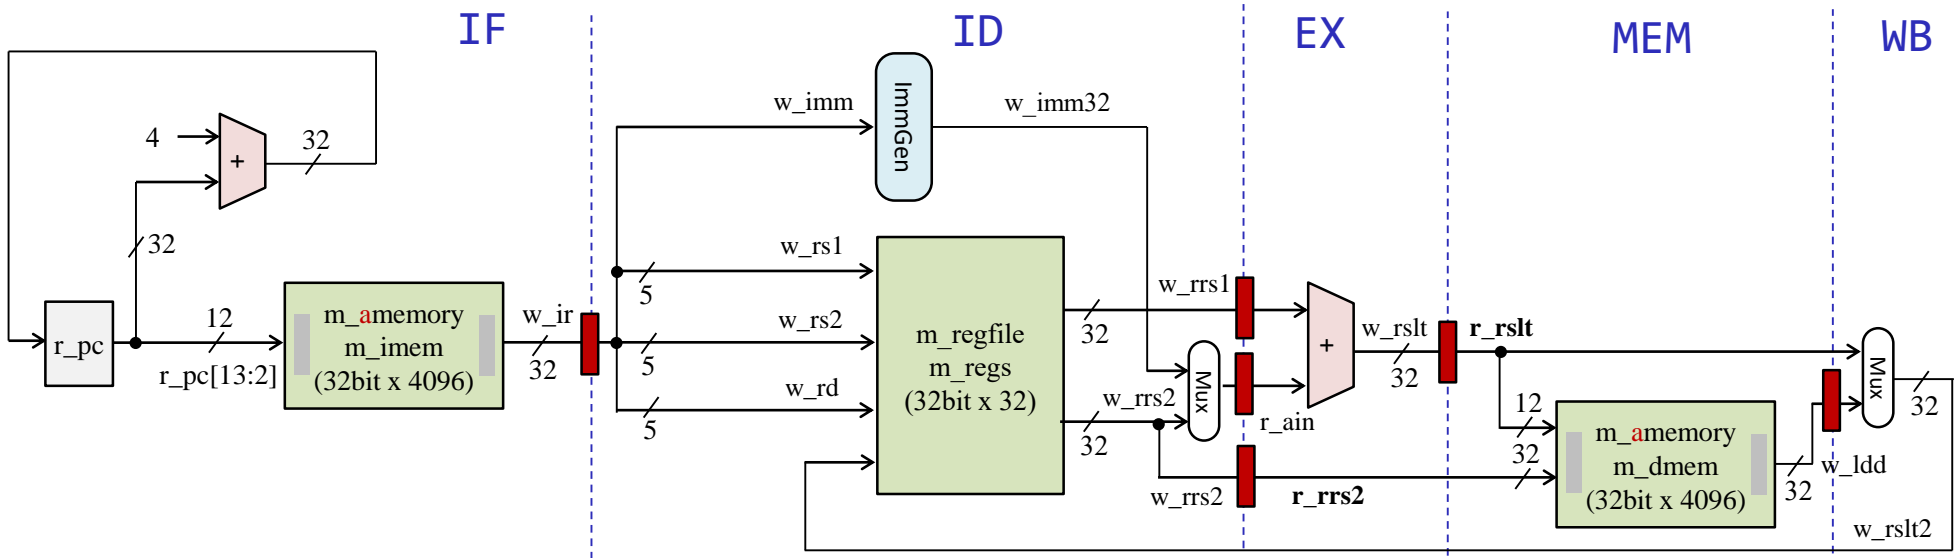 IF
ID
EX
MEM
WB
4
+
32
32
r_pc
12
r_pc[13:2]
m_amemory
m_imem
(32bit x 4096)
w_ir
32
w_imm
ImmGen
w_imm32
w_rs1
5
w_rs2
5
w_rd
5
m_regfile
m_regs
(32bit x 32)
w_rrs1
32
w_rrs2
32
Mux
w_rrs2
r_ain
r_rrs2
+
w_rslt
32
r_rslt
12
32
m_amemory
m_dmem
(32bit x 4096)
32
w_ldd
Mux
32
w_rslt2